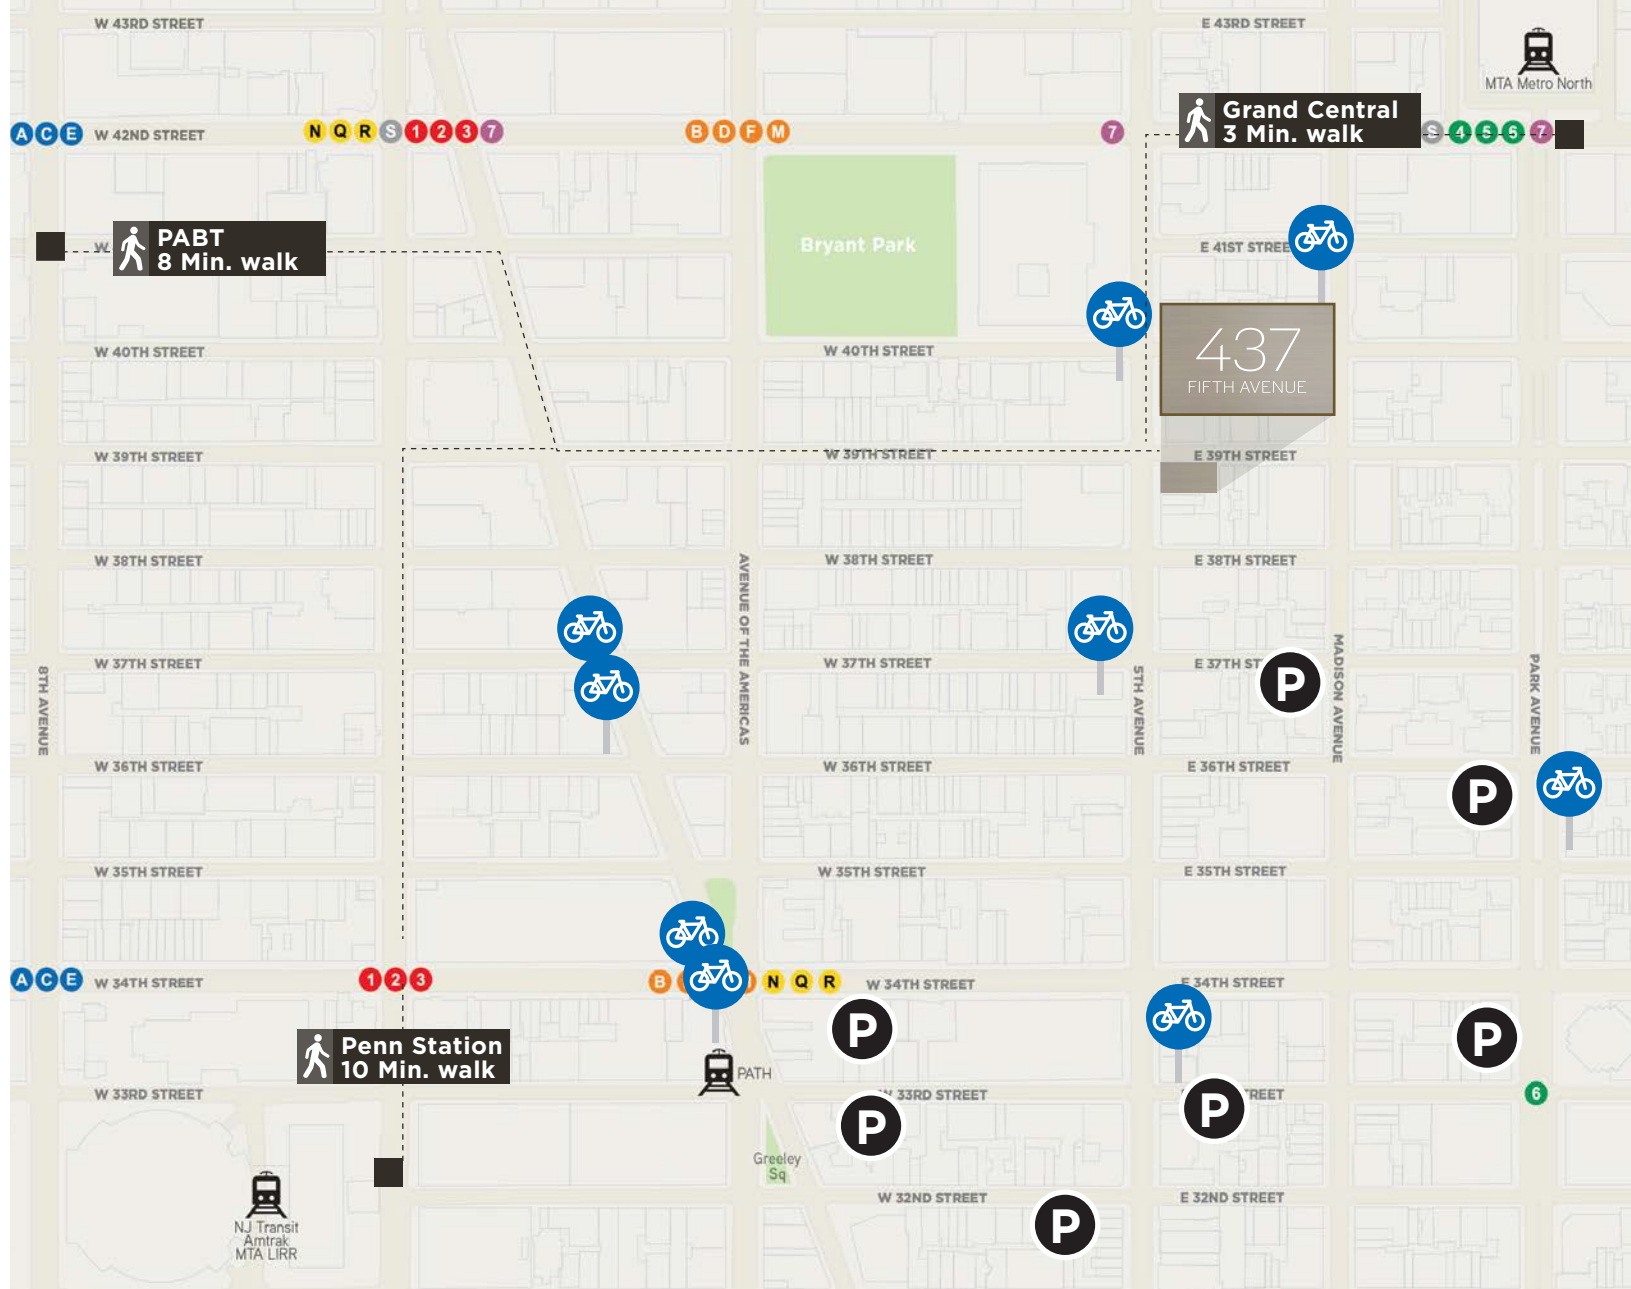 W 43RD STREET
E 43RD STREET
MTA Metro North
Grand Central
3 Min. walk
A C E W 42ND STREET
N Q R S 1 2 3 7
B D F M
7
S 4 5 6 7
PABT
8 Min. walk
W
Bryant Park
E 41ST STREE
437
FIFTH AVENUE
W 40TH STREET
W 40TH STREET
W 39TH STREET
W 39TH STREET
E 39TH STREET
W 38TH STREET
W 38TH STREET
E 38TH STREET
AVENUE OF THE AMERICAS
W 37TH STREET
W 37TH STREET
E 37TH ST
P
8TH AVENUE
5TH AVENUE
MADISON AVENUE
PARK AVENUE
W 36TH STREET
W 36TH STREET
E 36TH STREET
P
W 35TH STREET
W 35TH STREET
E 35TH STREET
A C E W 34TH STREET
1 2 3
B
N Q R W 34TH STREET
E 34TH STREET
P
P
Penn Station
10 Min. walk
PATH
W 33RD STREET
W 33RD STREET
REET
6
P
P
Greeley
Sq
W 32ND STREET
E 32ND STREET
P
NJ Transit
Amtrak
MTA LIRR